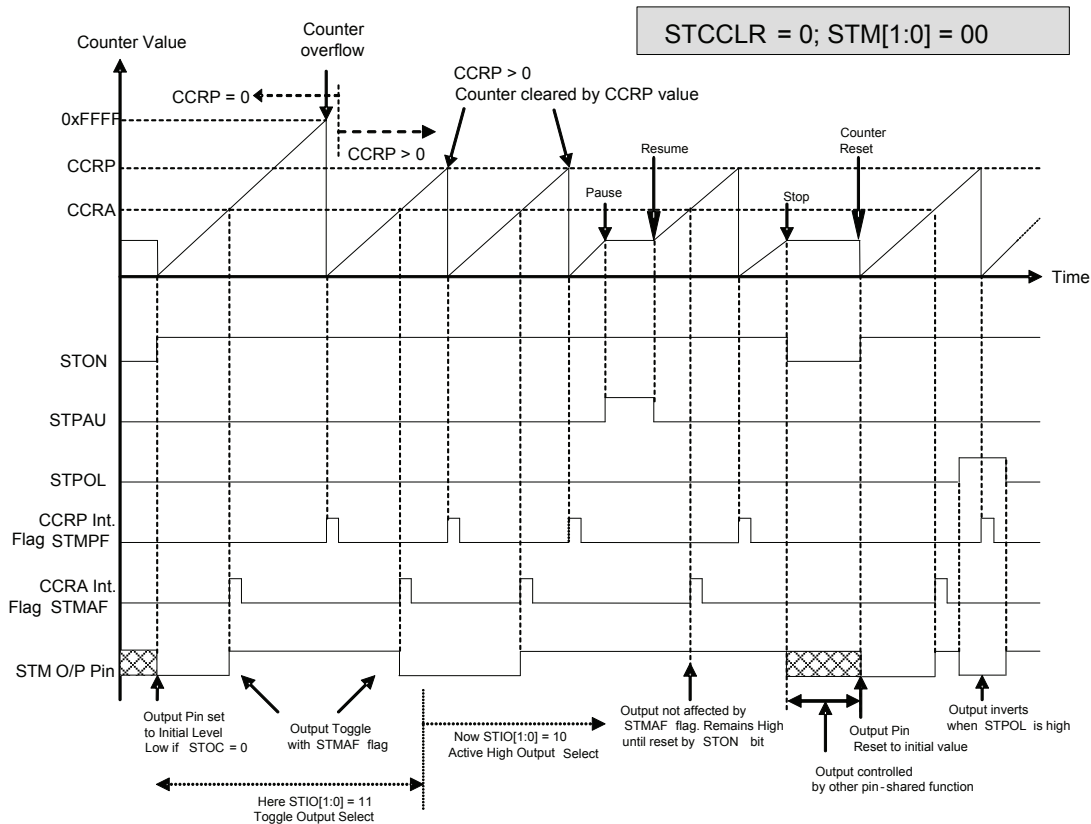 STCCLR = 0; STM[1:0] = 00
Counter Value
Counter
overflow
CCRP = 0
CCRP > 0
CCRP > 0
Counter cleared by CCRP value
0xFFFF
CCRP
CCRA
Pause
Resume
Stop
Counter
Reset
Time
STON
STPAU
STPOL
CCRP Int.
Flag STMPF
CCRA Int.
Flag STMAF
STM O/P Pin
Output Pin set
to Initial Level
Low if STOC = 0
Output Toggle
with STMAF flag
Now STIO[1:0] = 10
Active High Output Select
Output not affected by
STMAF flag. Remains High
until reset by STON bit
Output Pin
Reset to initial value
Output inverts
when STPOL is high
Output controlled
by other pin-shared function
Here STIO[1:0] = 11
Toggle Output Select